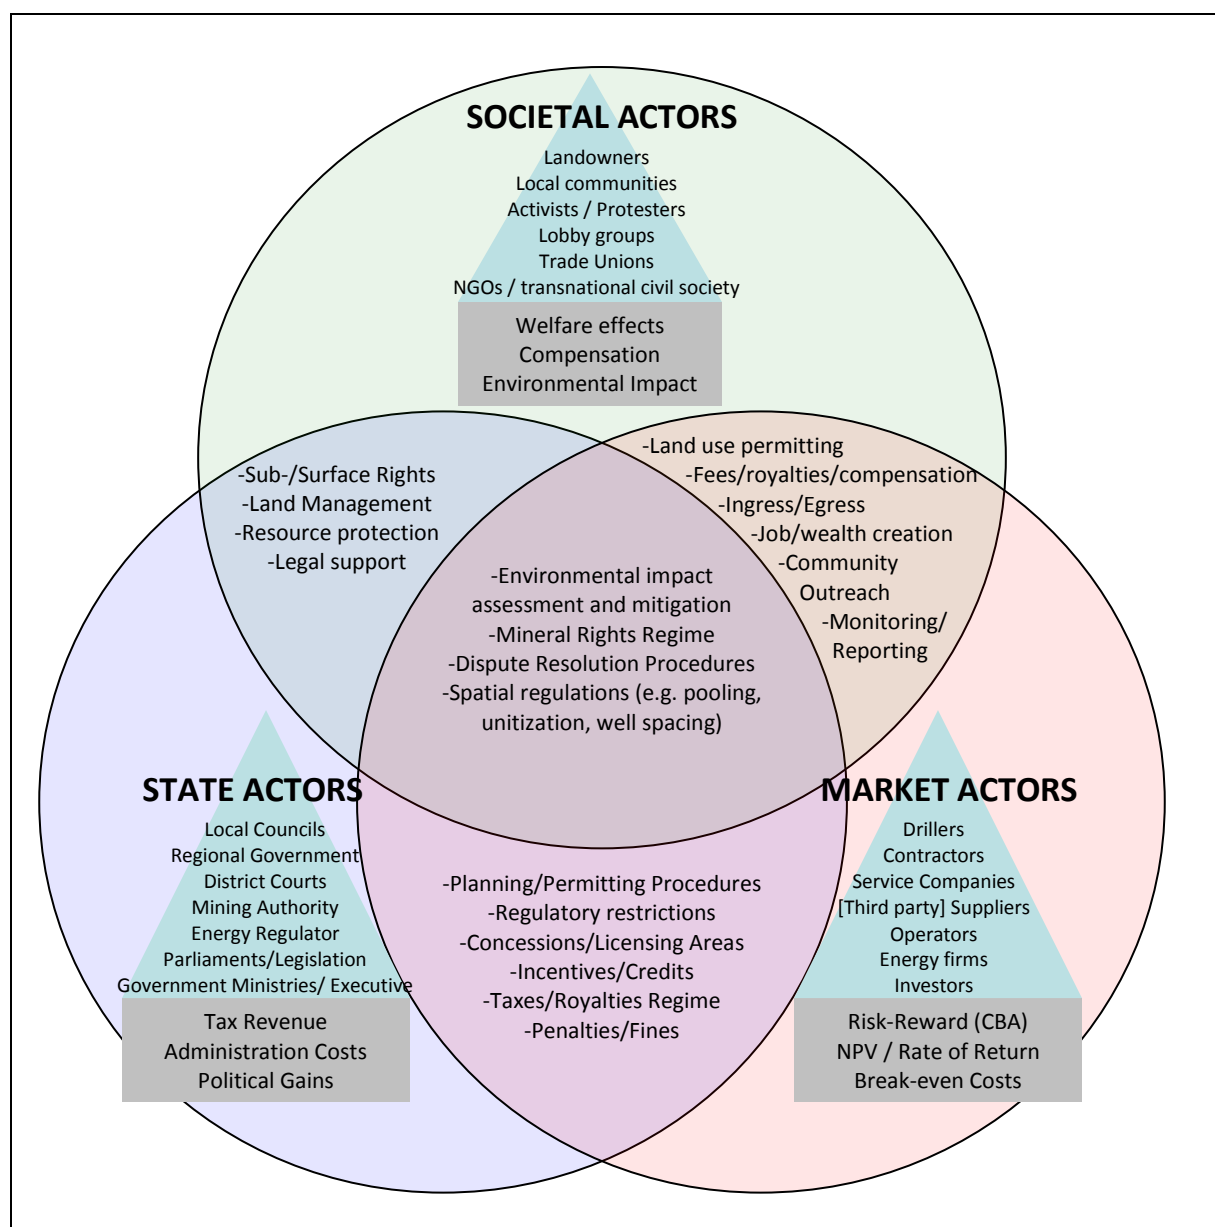 SOCIETAL ACTORS
Landowners
Local communities
Activists / Protesters
Lobby groups
Trade Unions
NGOs / transnational civil society
Welfare effects
Compensation
Environmental Impact
-Sub-/Surface Rights
-Land Management
-Resource protection
-Legal support
-Land use permitting
-Fees/royalties/compensation
-Ingress/Egress
-Job/wealth creation
-Community
Outreach
-Monitoring/
Reporting
-Environmental impact
assessment and mitigation
-Mineral Rights Regime
-Dispute Resolution Procedures
-Spatial regulations (e.g. pooling,
unitization, well spacing)
STATE ACTORS
Local Councils
Regional Government
District Courts
Mining Authority
Energy Regulator
Parliaments/Legislation
Government Ministries/ Executive
Tax Revenue
Administration Costs
Political Gains
-Planning/Permitting Procedures
-Regulatory restrictions
-Concessions/Licensing Areas
-Incentives/Credits
-Taxes/Royalties Regime
-Penalties/Fines
MARKET ACTORS
Drillers
Contractors
Service Companies
[Third party] Suppliers
Operators
Energy firms
Investors
Risk-Reward (CBA)
NPV / Rate of Return
Break-even Costs